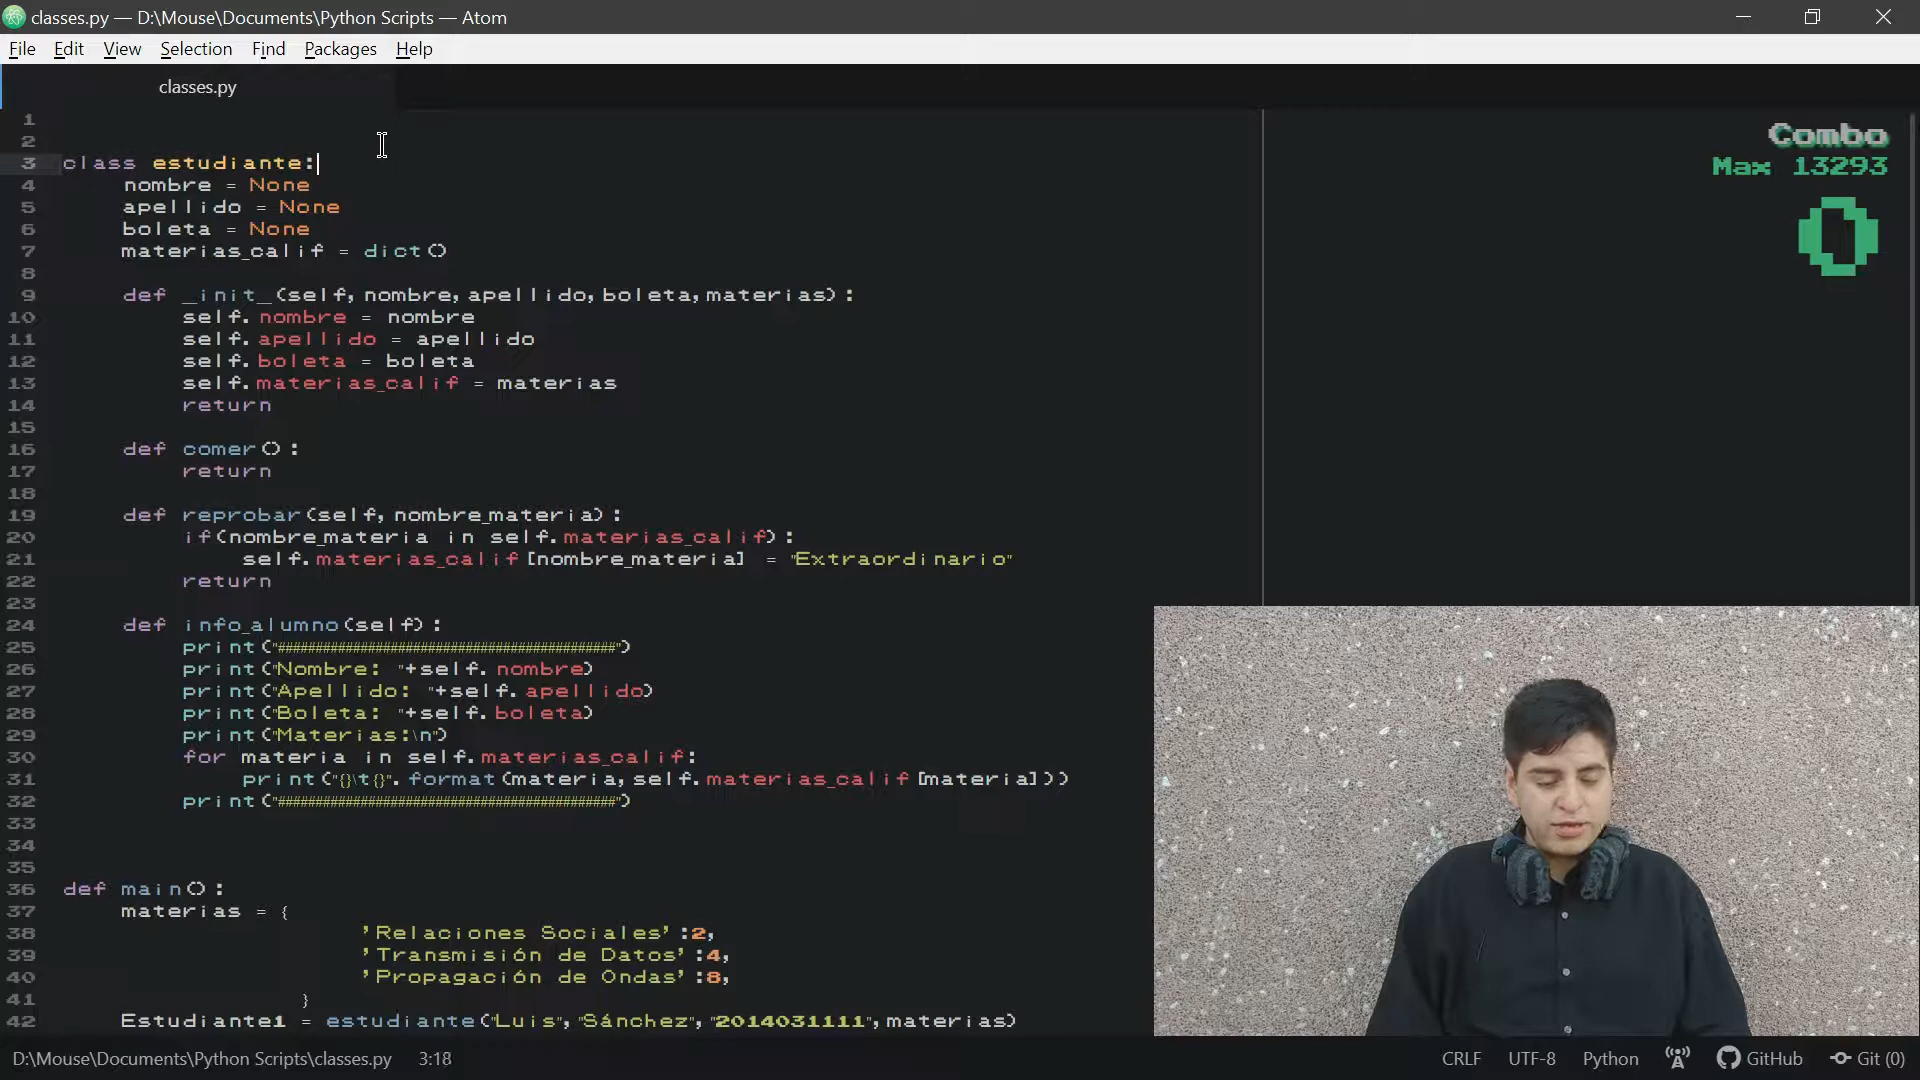 classes.py — D:\Mouse\Documents\Python Scripts — Atom
File Edit View Selection Find Packages Help
classes.py
Combo
Max 13293
0
1
2
3 class estudiante:
4 nombre = None
5 apellido = None
6 boleta = None
7 materias_calif = dict()
8
9 def _init_(self, nombre, apellido, boleta, materias):
10 self.nombre = nombre
11 self.apellido = apellido
12 self.boleta = boleta
13 self.materias_calif = materias
14 return
15
16 def comer():
17 return
18
19 def reprobar(self, nombre_materia):
20 if(nombre_materia in self.materias_calif):
21 self.materias_calif[nombre_materia] = "Extraordinario"
22 return
23
24 def info_alumno(self):
25 print("#############################################")
26 print("Nombre: "+self.nombre)
27 print("Apellido: "+self.apellido)
28 print("Boleta: "+self.boleta)
29 print("Materias:\n")
30 for materia in self.materias_calif:
31 print("{}\t{}".format(materia,self.materias_calif[materia]))
32 print("#############################################")
33
34
35
36 def main():
37 materias = {
38 'Relaciones Sociales':2,
39 'Transmisión de Datos':4,
40 'Propagación de Ondas':8,
41 }
42 Estudiante1 = estudiante("Luis","Sánchez","2014031111",materias)
D:\Mouse\Documents\Python Scripts\classes.py 3:18 CRLF UTF-8 Python GitHub Git (0)